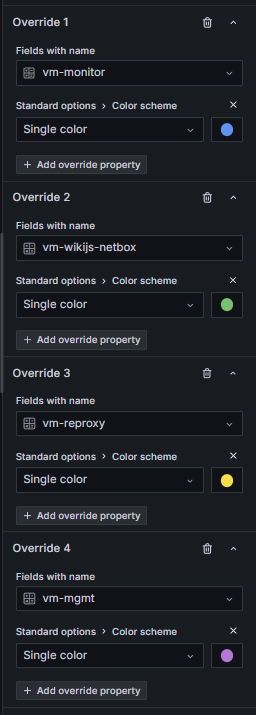 Override 1
Fields with name
vm-monitor
Standard options > Color scheme
Single color
+ Add override property
Override 2
Fields with name
vm-wikijs-netbox
Standard options > Color scheme
Single color
+ Add override property
Override 3
Fields with name
vm-reproxy
Standard options > Color scheme
Single color
+ Add override property
Override 4
Fields with name
vm-mgmt
Standard options > Color scheme
Single color
+ Add override property